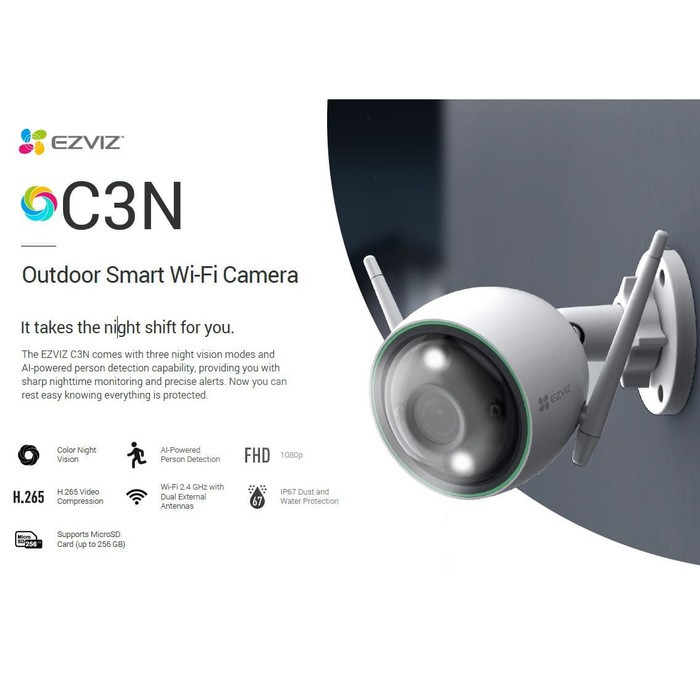 EZVIZ
C3N
Outdoor Smart Wi-Fi Camera
It takes the night shift for you.
The EZVIZ C3N comes with three night vision modes and
AI-powered person detection capability, providing you with
sharp nighttime monitoring and precise alerts. Now you can
rest easy knowing everything is protected.
Color Night
Vision
AI-Powered
Person Detection
FHD
1080p
H.265
H.265 Video
Compression
Wi-Fi 2.4 GHz with
Dual External
Antennas
67
IP67 Dust and
Water Protection
Micro
SD 256
Supports MicroSD
Card (up to 256 GB)
EZVIZ